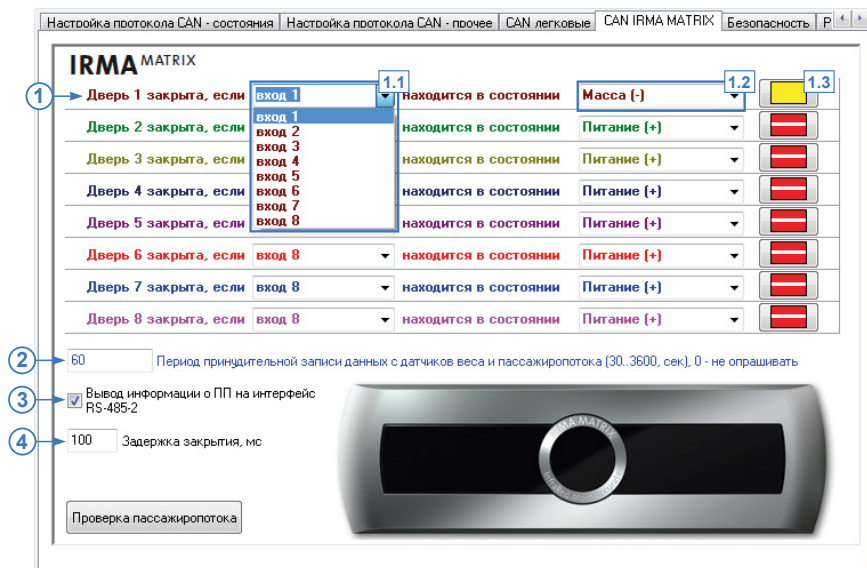 Настройка протокола CAN - состояния Настройка протокола CAN - прочее CAN легковые CAN IRMA MATRIX Безопасность Р
IRMA MATRIX
1 Дверь 1 закрыта, если вход 1 1.1 находится в состоянии Масса (-) 1.2 1.3
вход 1
Дверь 2 закрыта, если вход 2 находится в состоянии Питание (+)
вход 3
Дверь 3 закрыта, если вход 4 находится в состоянии Питание (+)
вход 5
Дверь 4 закрыта, если вход 6 находится в состоянии Питание (+)
вход 7
Дверь 5 закрыта, если вход 8 находится в состоянии Питание (+)
Дверь 6 закрыта, если вход 8 находится в состоянии Питание (+)
Дверь 7 закрыта, если вход 8 находится в состоянии Питание (+)
Дверь 8 закрыта, если вход 8 находится в состоянии Питание (+)
2 60 Период принудительной записи данных с датчиков веса и пассажиропотока (30..3600, сек), 0 - не опрашивать
3 Вывод информации о ПП на интерфейс
RS-485-2
4 100 Задержка закрытия, мс
IRMA MATRIX
Проверка пассажиропотока